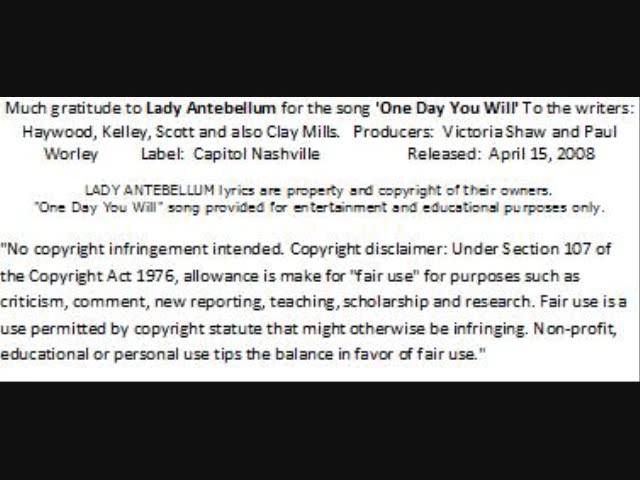 Much gratitude to Lady Antebellum for the song 'One Day You Will' To the writers:
Haywood, Kelley, Scott and also Clay Mills. Producers: Victoria Shaw and Paul
Worley Label: Capitol Nashville Released: April 15, 2008
LADY ANTEBELLUM lyrics are property and copyright of their owners.
"One Day You Will" song provided for entertainment and educational purposes only.
"No copyright infringement intended. Copyright disclaimer: Under Section 107 of
the Copyright Act 1976, allowance is make for "fair use" for purposes such as
criticism, comment, new reporting, teaching, scholarship and research. Fair use is a
use permitted by copyright statute that might otherwise be infringing. Non-profit,
educational or personal use tips the balance in favor of fair use."